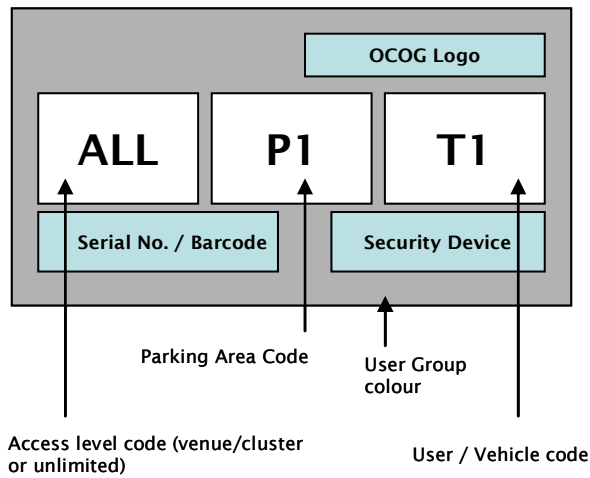 OCOG Logo
ALL P1 T1
Serial No. / Barcode Security Device
Parking Area Code
User Group
colour
Access level code (venue/cluster
or unlimited)
User / Vehicle code